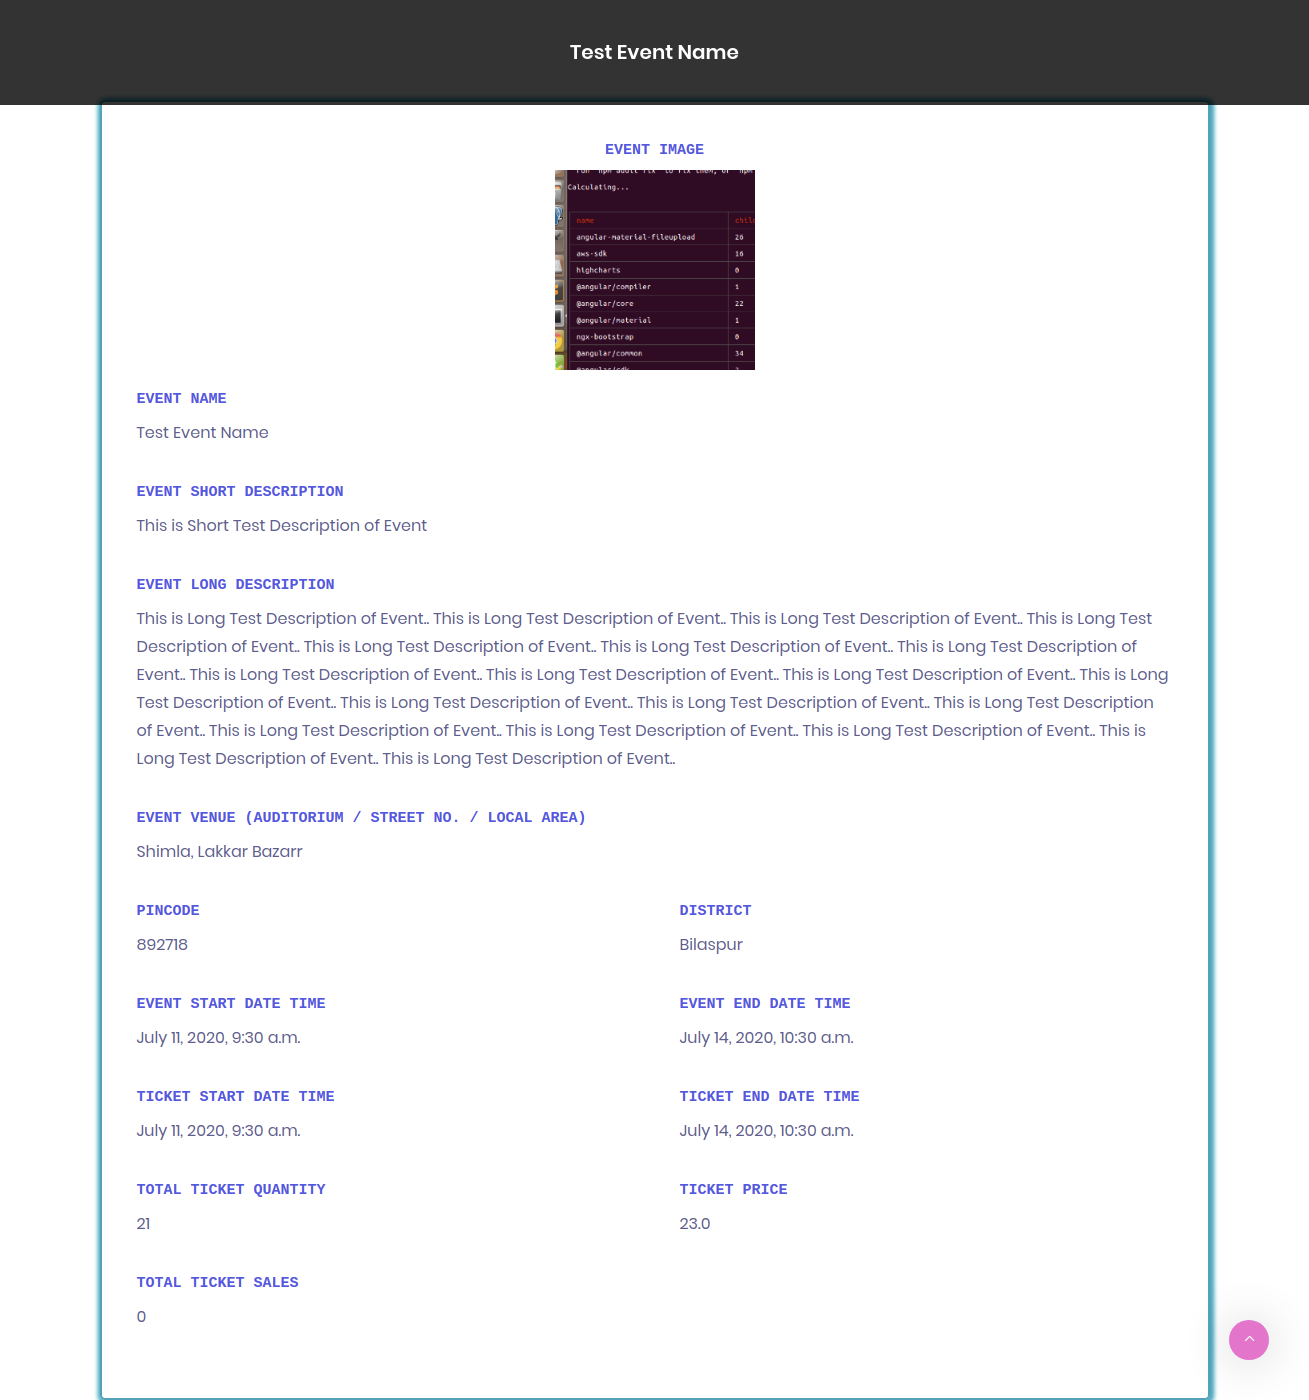 Test Event Name
EVENT IMAGE
Calculating...
name
angular-material-fileupload 26
aws-sdk 16
highcharts 0
@angular/compiler 1
@angular/core 22
@angular/material 1
ngx-bootstrap 0
@angular/common 34
EVENT NAME
Test Event Name
EVENT SHORT DESCRIPTION
This is Short Test Description of Event
EVENT LONG DESCRIPTION
This is Long Test Description of Event.. This is Long Test Description of Event.. This is Long Test Description of Event.. This is Long Test
Description of Event.. This is Long Test Description of Event.. This is Long Test Description of Event.. This is Long Test Description of
Event.. This is Long Test Description of Event.. This is Long Test Description of Event.. This is Long Test Description of Event.. This is Long
Test Description of Event.. This is Long Test Description of Event.. This is Long Test Description of Event.. This is Long Test Description
of Event.. This is Long Test Description of Event.. This is Long Test Description of Event.. This is Long Test Description of Event.. This is
Long Test Description of Event.. This is Long Test Description of Event..
EVENT VENUE (AUDITORIUM / STREET NO. / LOCAL AREA)
Shimla, Lakkar Bazarr
PINCODE
892718
DISTRICT
Bilaspur
EVENT START DATE TIME
July 11, 2020, 9:30 a.m.
EVENT END DATE TIME
July 14, 2020, 10:30 a.m.
TICKET START DATE TIME
July 11, 2020, 9:30 a.m.
TICKET END DATE TIME
July 14, 2020, 10:30 a.m.
TOTAL TICKET QUANTITY
21
TICKET PRICE
23.0
TOTAL TICKET SALES
0